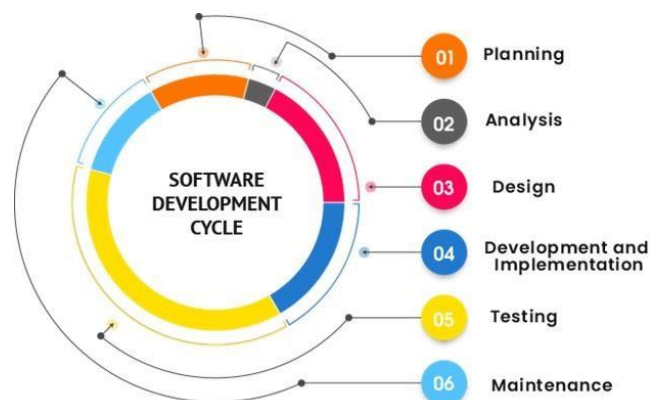 SOFTWARE
DEVELOPMENT
CYCLE
01 Planning
02 Analysis
03 Design
04 Development and
Implementation
05 Testing
06 Maintenance